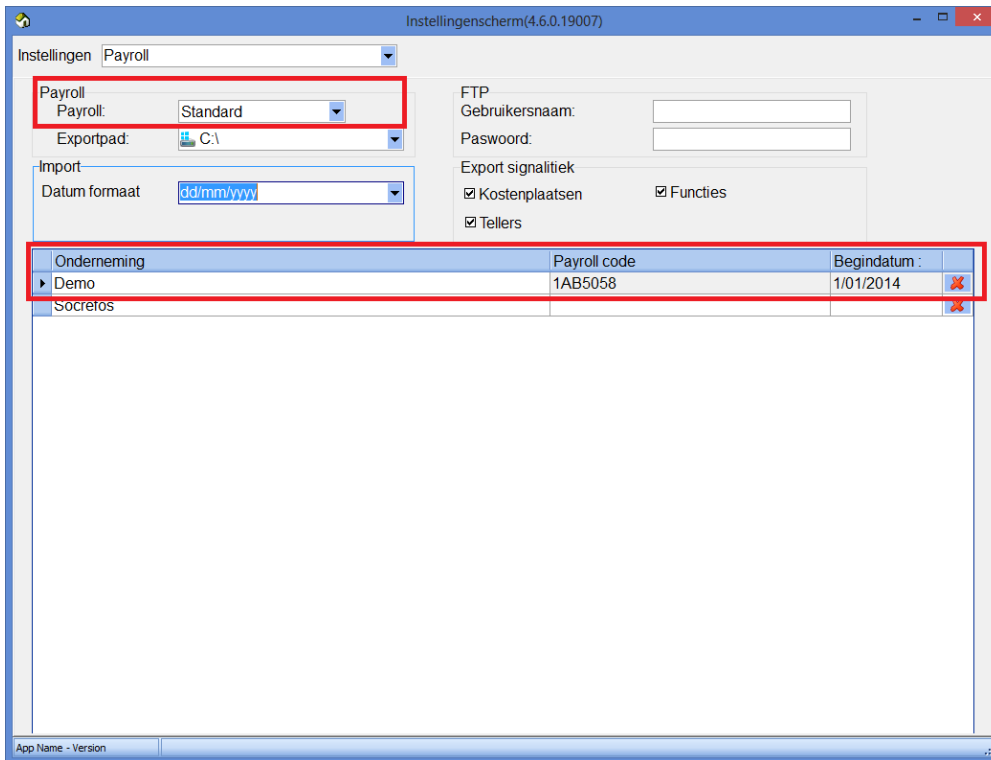 Instellingenscherm(4.6.0.19007)
Instellingen Payroll
Payroll
Payroll: Standard
Exportpad: C:\
FTP
Gebruikersnaam:
Paswoord:
Import
Datum formaat dd/mm/yyyy
Export signalitiek
Kostenplaatsen Functies
Tellers
Onderneming Payroll code Begindatum :
Demo 1AB5058 1/01/2014
Socrefos
App Name - Version